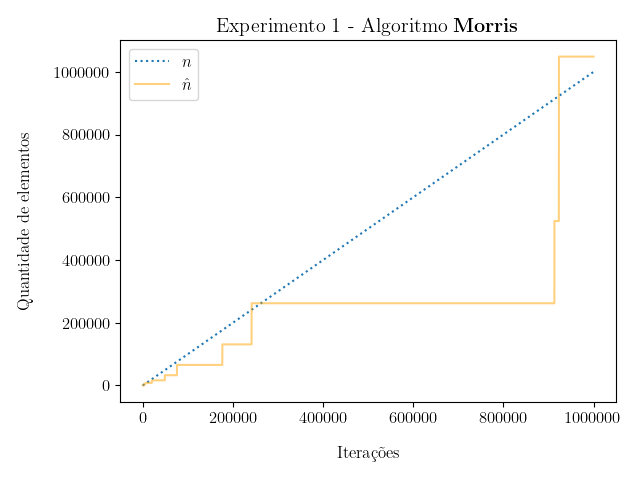 Experimento 1 - Algoritmo Morris
n
n̂
1000000
800000
600000
400000
200000
0
Quantidade de elementos
0 200000 400000 600000 800000 1000000
Iterações